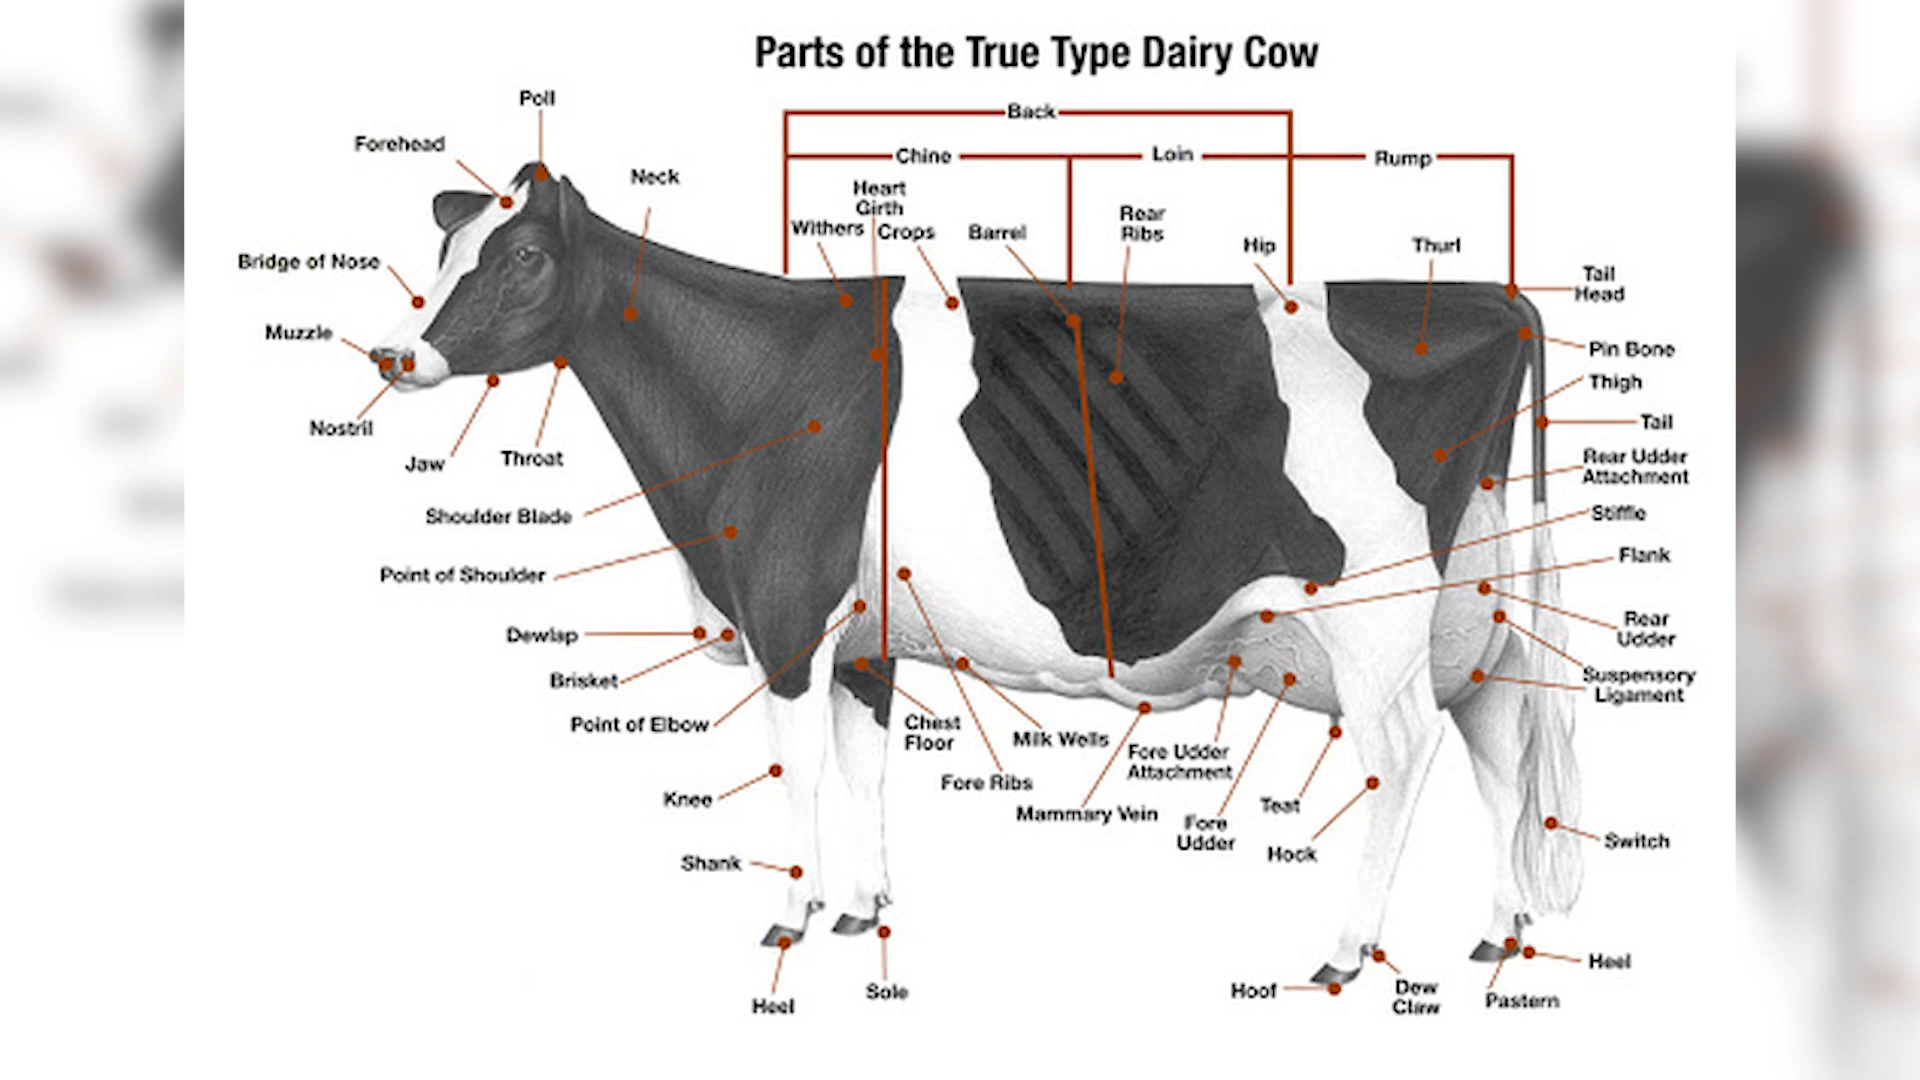 Parts of the True Type Dairy Cow
Poll
Back
Forehead
Chine
Loin
Rump
Neck
Heart
Girth
Withers
Crops
Barrel
Rear
Ribs
Hip
Thurl
Bridge of Nose
Tail
Head
Muzzle
Pin Bone
Thigh
Nostril
Tail
Jaw
Throat
Rear Udder
Attachment
Shoulder Blade
Stiffle
Flank
Point of Shoulder
Dewlap
Rear
Udder
Brisket
Suspensory
Ligament
Point of Elbow
Chest
Floor
Milk Wells
Fore Udder
Attachment
Fore Ribs
Knee
Mammary Vein
Teat
Fore
Udder
Switch
Hock
Shank
Heel
Sole
Hoof
Dew
Claw
Pastern
Heel